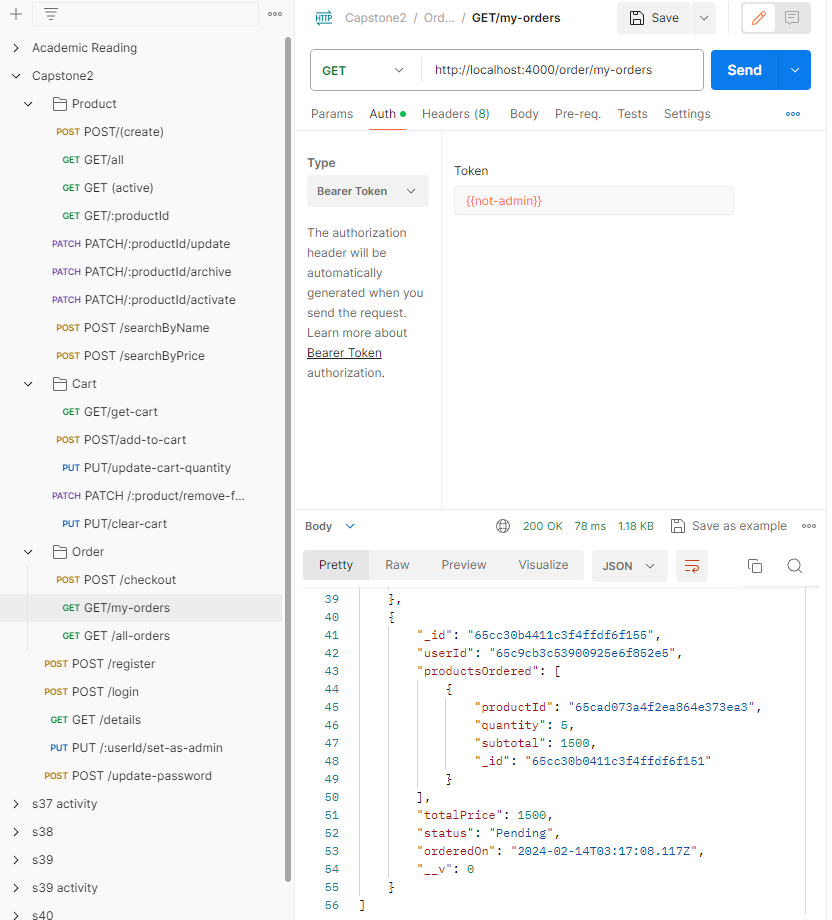 Academic Reading
Capstone2
Product
POST POST/(create)
GET GET/all
GET GET (active)
GET GET/:productId
PATCH PATCH/:productId/update
PATCH PATCH/:productId/archive
PATCH PATCH/:productId/activate
POST POST /searchByName
POST POST /searchByPrice
Cart
GET GET/get-cart
POST POST/add-to-cart
PUT PUT/update-cart-quantity
PATCH PATCH /:product/remove-f...
PUT PUT/clear-cart
Order
POST POST /checkout
GET GET/my-orders
GET GET /all-orders
POST POST /register
POST POST /login
GET GET /details
PUT PUT /:userId/set-as-admin
POST POST /update-password
s37 activity
s38
s39
s39 activity
s40
HTTP Capstone2 / Ord... / GET/my-orders Save
GET http://localhost:4000/order/my-orders Send
Params Auth Headers (8) Body Pre-req. Tests Settings
Type
Bearer Token
The authorization
header will be
automatically
generated when you
send the request.
Learn more about
Bearer Token
authorization.
Token
{{not-admin}}
Body 200 OK 78 ms 1.18 KB Save as example
Pretty Raw Preview Visualize JSON
39 },
40 {
41 "_id": "65cc30b4411c3f4ffdf6f155",
42 "userId": "65c9cb3c53900925e6f852e5",
43 "productsOrdered": [
44 {
45 "productId": "65cad073a4f2ea864e373ea3",
46 "quantity": 5,
47 "subtotal": 1500,
48 "_id": "65cc30b0411c3f4ffdf6f151"
49 }
50 ],
51 "totalPrice": 1500,
52 "status": "Pending",
53 "orderedOn": "2024-02-14T03:17:08.117Z",
54 "__v": 0
55 }
56 ]